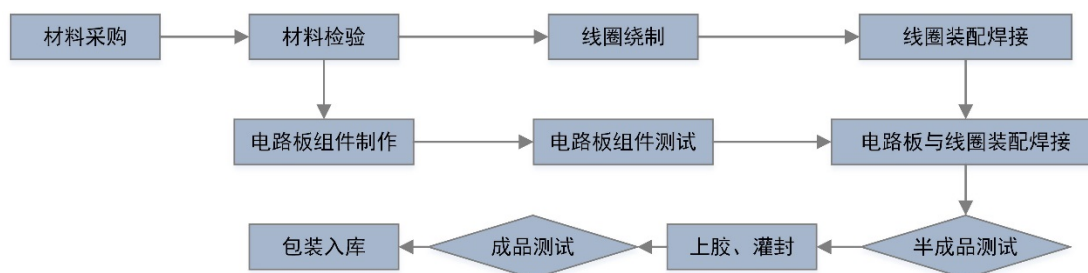 材料采购
材料检验
线圈绕制
线圈装配焊接
电路板组件制作
电路板组件测试
电路板与线圈装配焊接
包装入库
成品测试
上胶、灌封
半成品测试